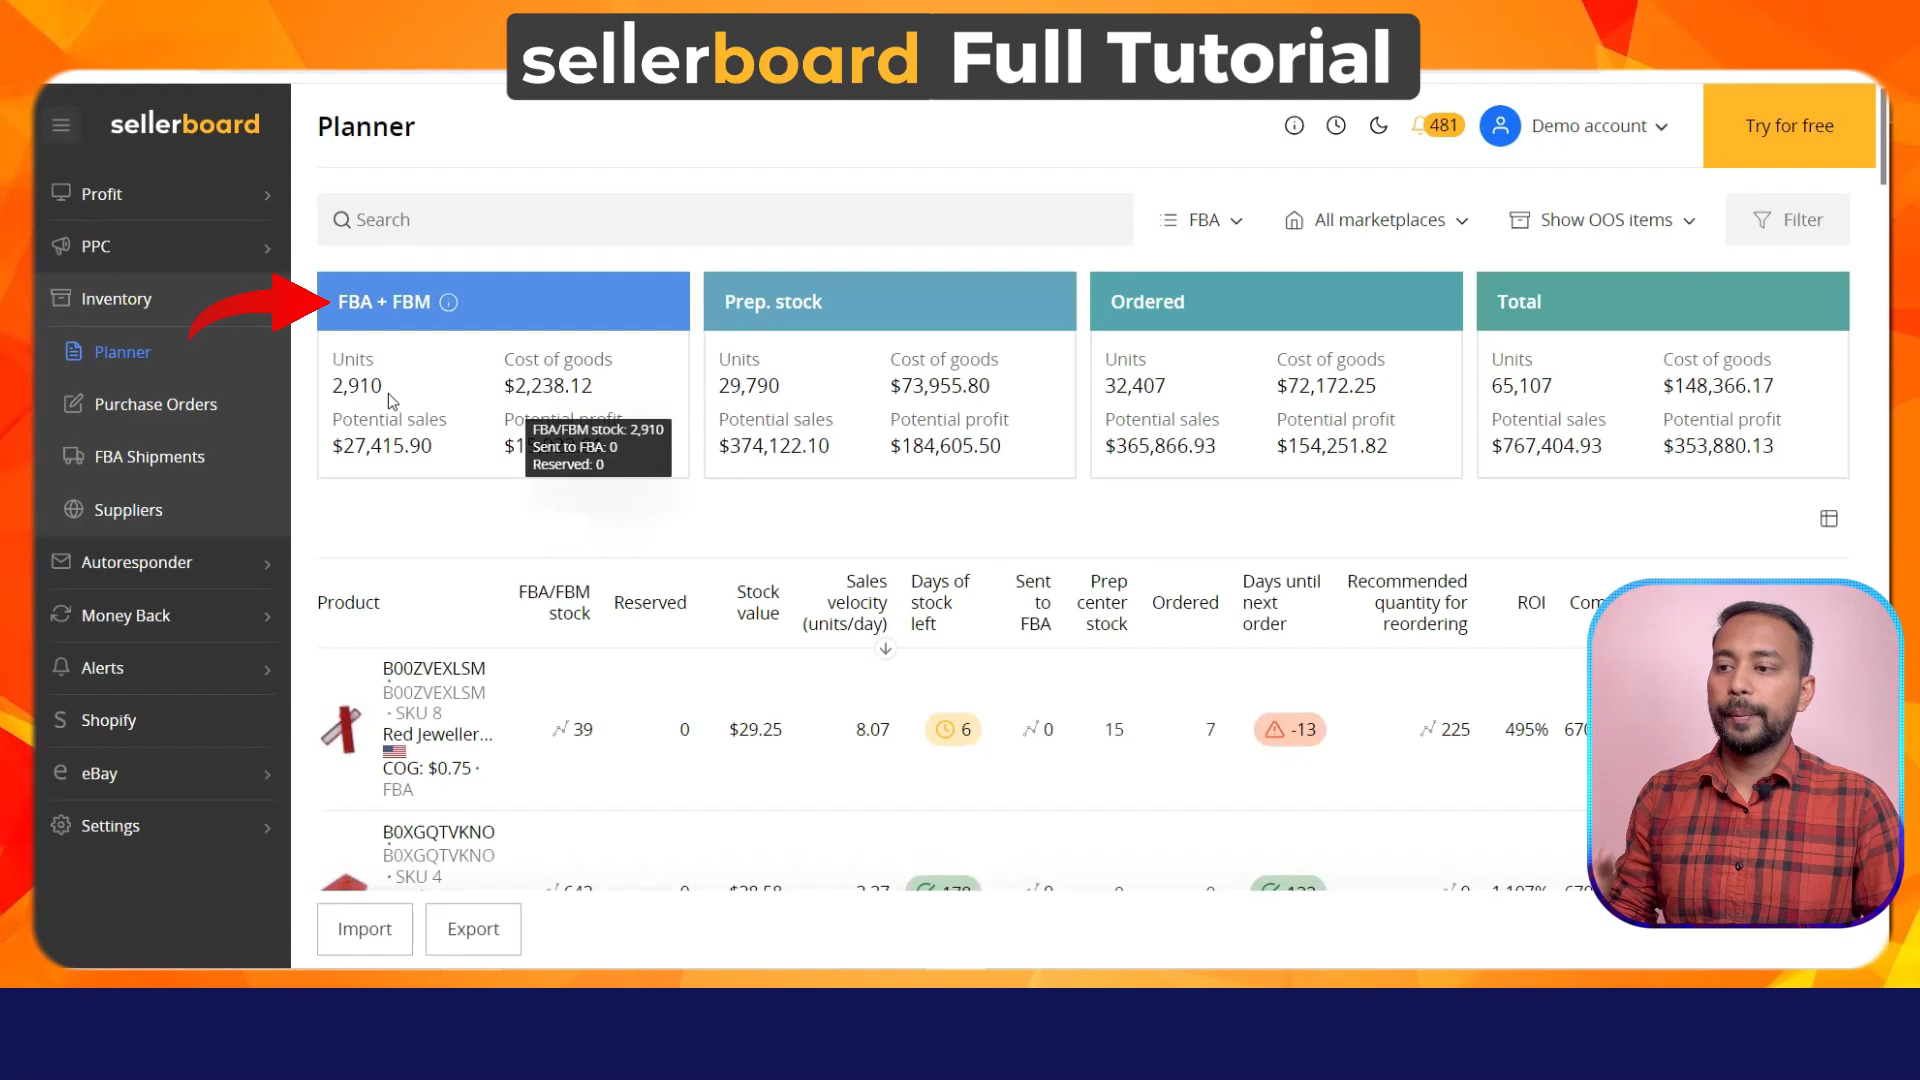 sellerboard Full Tutorial
sellerboard
Planner
481
Demo account
Try for free
Profit
PPC
Inventory
Planner
Purchase Orders
FBA Shipments
Suppliers
Autoresponder
Money Back
Alerts
Shopify
eBay
Settings
Search
FBA
All marketplaces
Show OOS items
Filter
FBA + FBM
Units
2,910
Cost of goods
$2,238.12
Potential sales
$27,415.90
FBA/FBM stock: 2,910
Sent to FBA: 0
Reserved: 0
Prep. stock
Units
29,790
Cost of goods
$73,955.80
Potential sales
$374,122.10
Potential profit
$184,605.50
Ordered
Units
32,407
Cost of goods
$72,172.25
Potential sales
$365,866.93
Potential profit
$154,251.82
Total
Units
65,107
Cost of goods
$148,366.17
Potential sales
$767,404.93
Potential profit
$353,880.13
Product
FBA/FBM stock
Reserved
Stock value
Sales velocity (units/day)
Days of stock left
Sent to FBA
Prep center stock
Ordered
Days until next order
Recommended quantity for reordering
ROI
B00ZVEXLSM
B00ZVEXLSM
· SKU 8
Red Jeweller...
COG: $0.75 ·
FBA
39
0
$29.25
8.07
6
0
15
7
-13
225
495%
B0XGQTVKNO
B0XGQTVKNO
· SKU 4
Import
Export